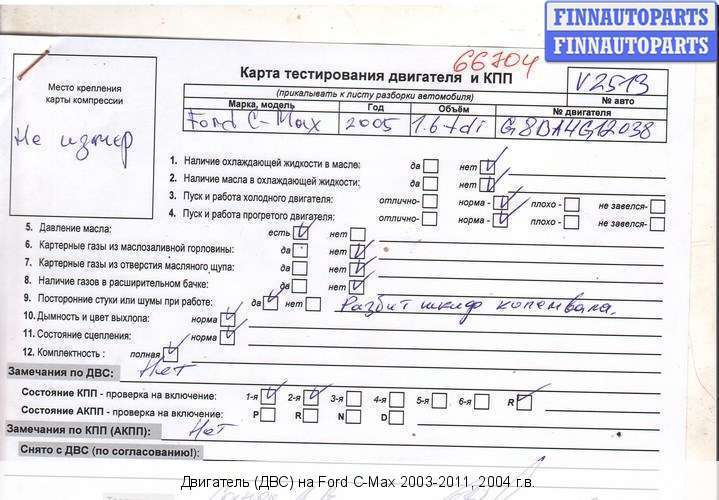 FINNAUTOPARTS
FINNAUTOPARTS
66704
Карта тестирования двигателя и КПП
(прикалывать к листу разборки автомобиля)
V2513
№ авто
Место крепления
карты компрессии
Не измер
Марка, модель Год Объём № двигателя
Ford C-Max 2005 1.6 tdi G8DA4G12038
1. Наличие охлаждающей жидкости в масле: да нет
2. Наличие масла в охлаждающей жидкости: да нет
3. Пуск и работа холодного двигателя: отлично- норма - плохо - не завелся-
4. Пуск и работа прогретого двигателя: отлично- норма - плохо - не завелся-
5. Давление масла: есть нет
6. Картерные газы из маслозаливной горловины: да нет
7. Картерные газы из отверстия масляного щупа: да нет
8. Наличие газов в расширительном бачке: да нет
9. Посторонние стуки или шумы при работе: да нет Разбит шкив коленвала.
10. Дымность и цвет выхлопа: норма
11. Состояние сцепления: норма
12. Комплектность : полная
Замечания по ДВС: Нет
Состояние КПП - проверка на включение: 1-я 2-я 3-я 4-я 5-я 6-я R
Состояние АКПП - проверка на включение: P R N D
Замечания по КПП (АКПП): Нет
Снято с ДВС (по согласованию!):
Двигатель (ДВС) на Ford C-Max 2003-2011, 2004 г.в.